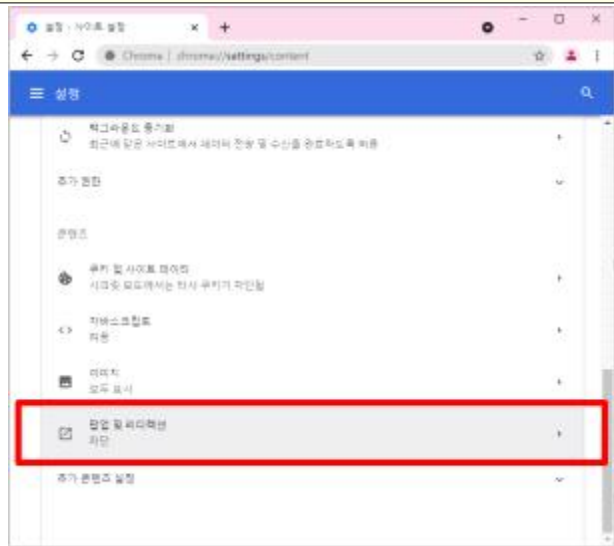 설정 - 사이트 설정
Chrome | chrome://settings/content
설정
백그라운드 동기화
최근에 닫은 사이트에서 데이터 전송 및 수신을 완료하도록 허용
추가 권한
콘텐츠
쿠키 및 사이트 데이터
시크릿 모드에서는 타사 쿠키가 차단됨
자바스크립트
허용
이미지
모두 표시
팝업 및 리디렉션
차단
추가 콘텐츠 설정